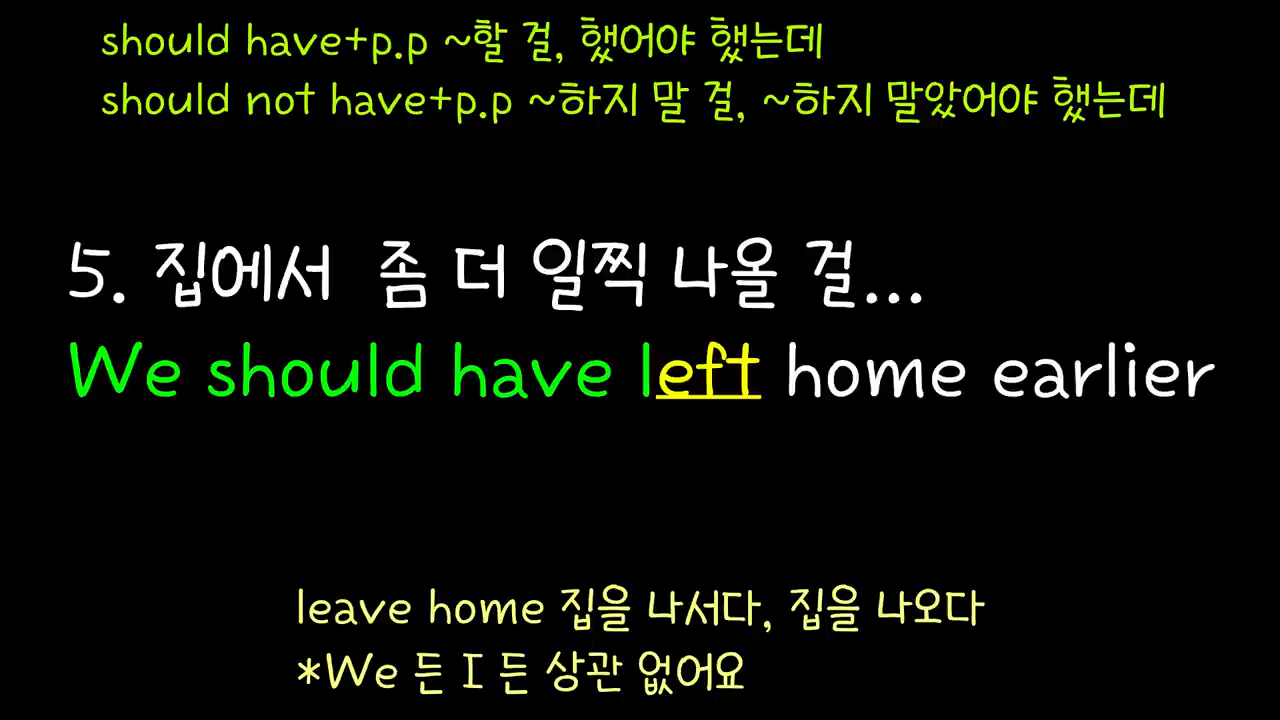 should have+p.p ~할 걸, 했어야 했는데
should not have+p.p ~하지 말 걸, ~하지 말았어야 했는데
5. 집에서 좀 더 일찍 나올 걸...
We should have left home earlier
leave home 집을 나서다, 집을 나오다
*We 든 I 든 상관 없어요